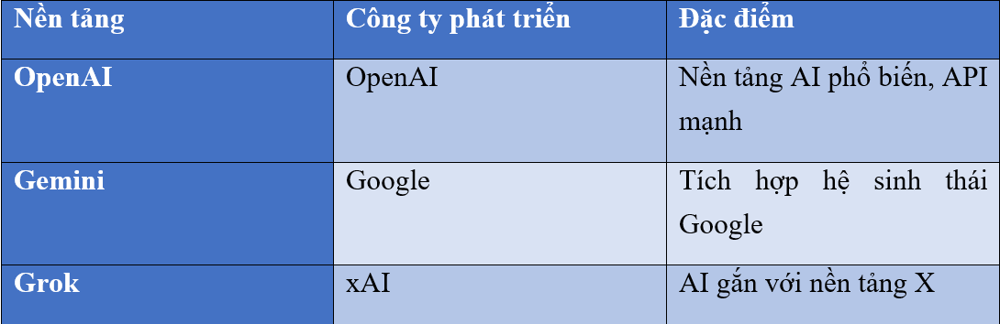 Nền tảng
Công ty phát triển
Đặc điểm
OpenAI
OpenAI
Nền tảng AI phổ biến, API
mạnh
Gemini
Google
Tích hợp hệ sinh thái
Google
Grok
xAI
AI gắn với nền tảng X